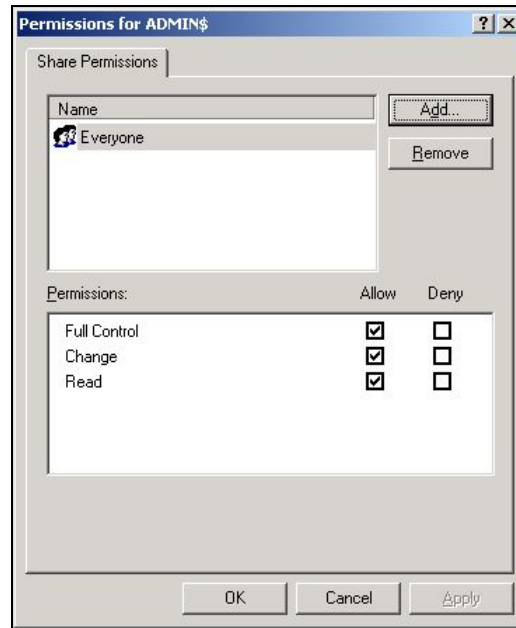 Permissions for ADMIN$
Share Permissions
Name
Add...
Everyone
Remove
Permissions: Allow Deny
Full Control
Change
Read
OK Cancel Apply